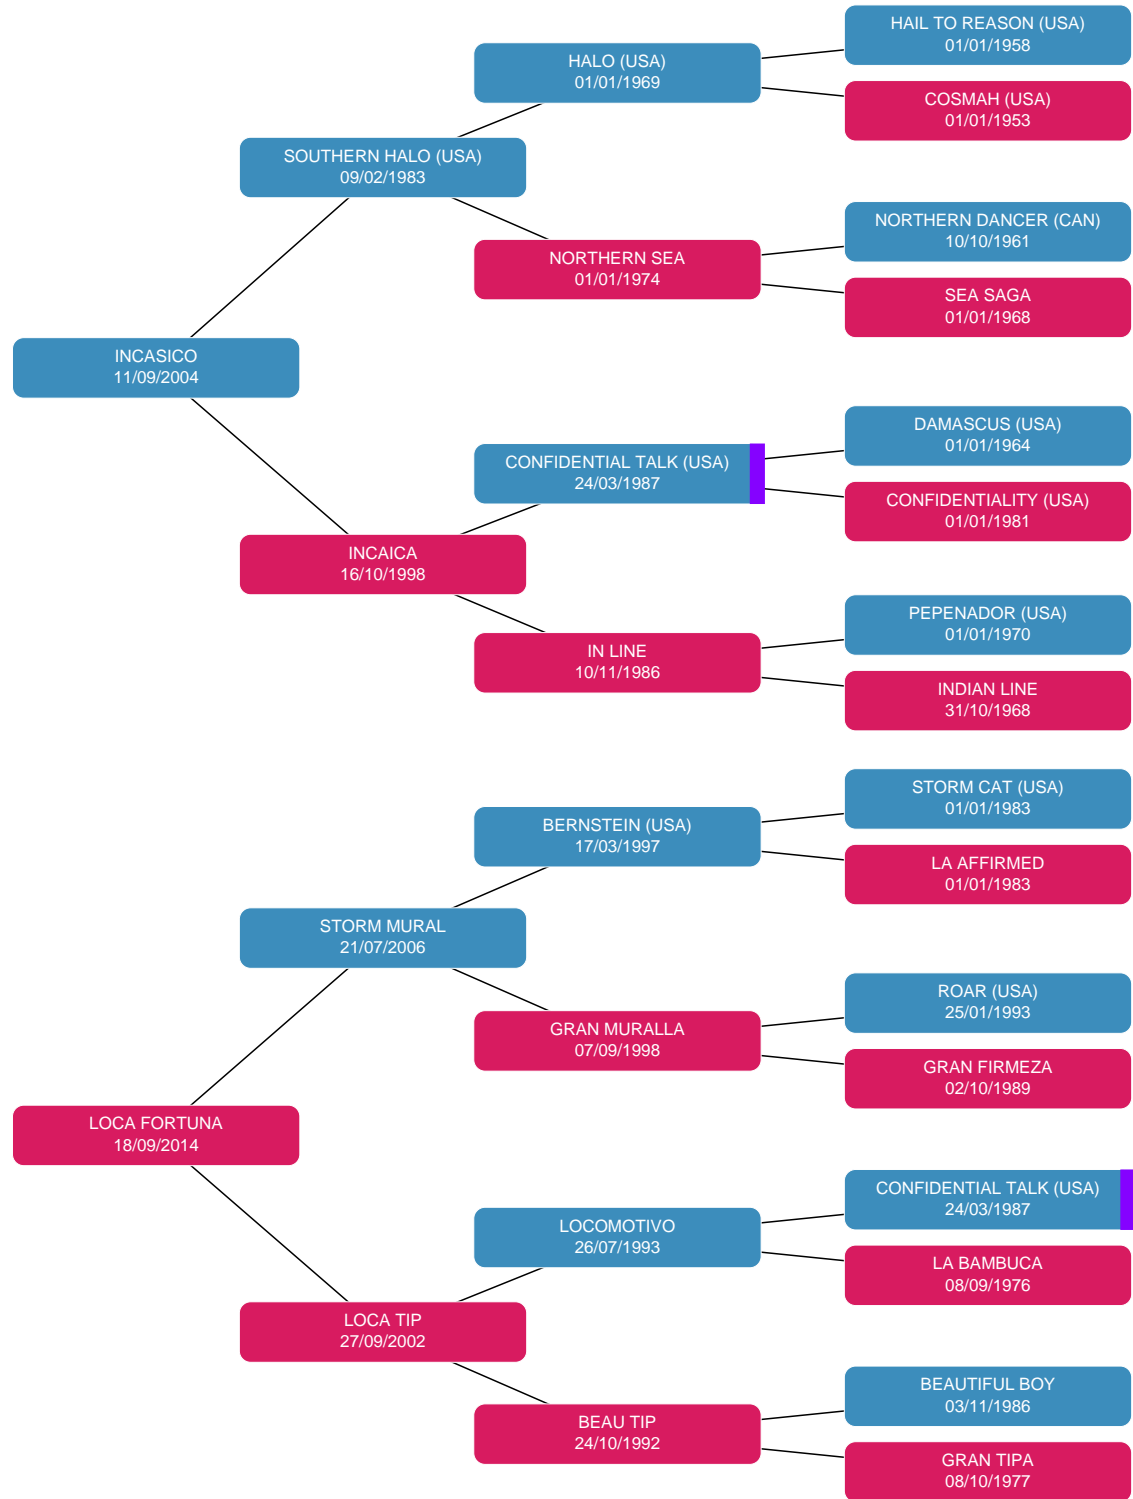 HAIL TO REASON (USA)
01/01/1958
HALO (USA)
01/01/1969
COSMAH (USA)
01/01/1953
SOUTHERN HALO (USA)
09/02/1983
NORTHERN DANCER (CAN)
10/10/1961
NORTHERN SEA
01/01/1974
SEA SAGA
01/01/1968
INCASICO
11/09/2004
DAMASCUS (USA)
01/01/1964
CONFIDENTIAL TALK (USA)
24/03/1987
CONFIDENTIALITY (USA)
01/01/1981
INCAICA
16/10/1998
PEPENADOR (USA)
01/01/1970
IN LINE
10/11/1986
INDIAN LINE
31/10/1968
STORM CAT (USA)
01/01/1983
BERNSTEIN (USA)
17/03/1997
LA AFFIRMED
01/01/1983
STORM MURAL
21/07/2006
ROAR (USA)
25/01/1993
GRAN MURALLA
07/09/1998
GRAN FIRMEZA
02/10/1989
LOCA FORTUNA
18/09/2014
CONFIDENTIAL TALK (USA)
24/03/1987
LOCOMOTIVO
26/07/1993
LA BAMBUCA
08/09/1976
LOCA TIP
27/09/2002
BEAUTIFUL BOY
03/11/1986
BEAU TIP
24/10/1992
GRAN TIPA
08/10/1977